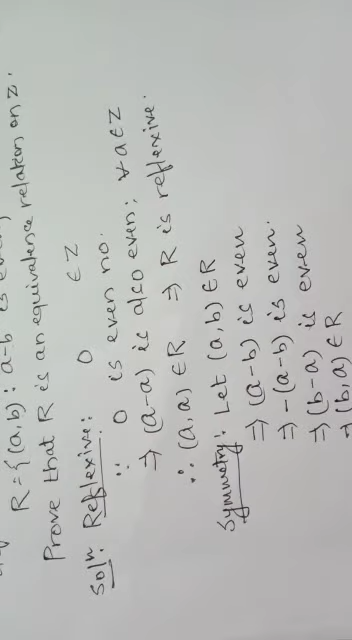 R = {(a,b) : a-b is even}
Prove that R is an equivalence relation on Z.
Soln. Reflexive: 0 ∈ Z
∵ 0 is even no.
⇒ (a-a) is also even; ∀ a ∈ Z
∴ (a,a) ∈ R ⇒ R is reflexive.
Symmetry: Let (a,b) ∈ R
⇒ (a-b) is even
⇒ -(a-b) is even.
⇒ (b-a) is even
⇒ (b,a) ∈ R